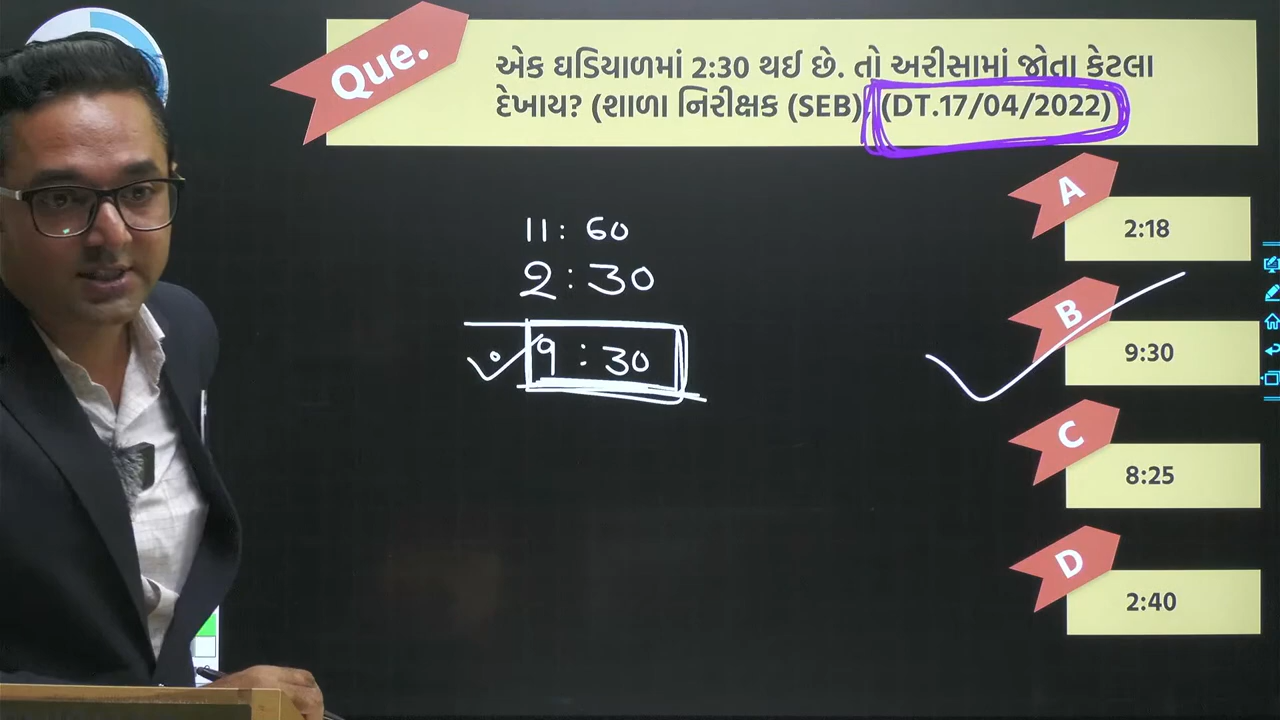 Que.
એક ઘડિયાળમાં 2:30 થઈ છે. તો અરીસામાં જોતા કેટલા
દેખાય? (શાળા નિરીક્ષક (SEB) (DT.17/04/2022)
11: 60
2:30
9:30
A
2:18
B
9:30
C
8:25
D
2:40